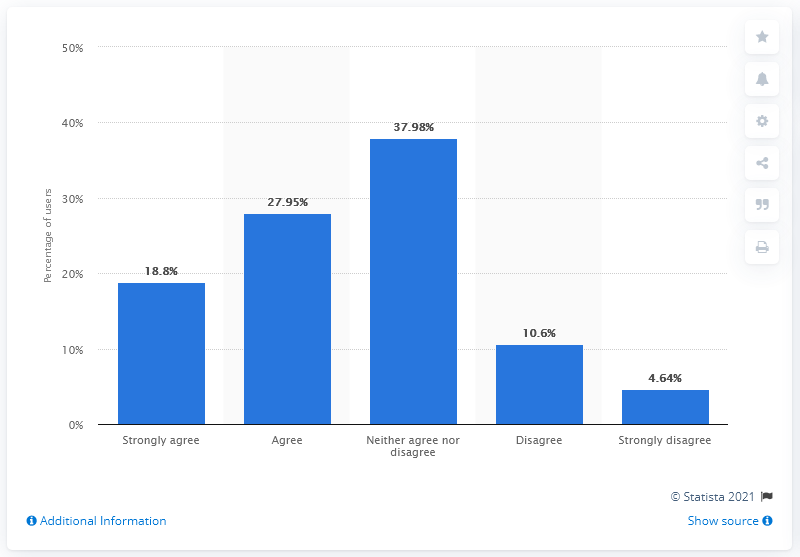 50%
40%
30%
20%
10%
0%
Percentage of users
18.8%
27.95%
37.98%
10.6%
4.64%
Strongly agree
Agree
Neither agree nor
disagree
Disagree
Strongly disagree
© Statista 2021
Additional Information
Show source